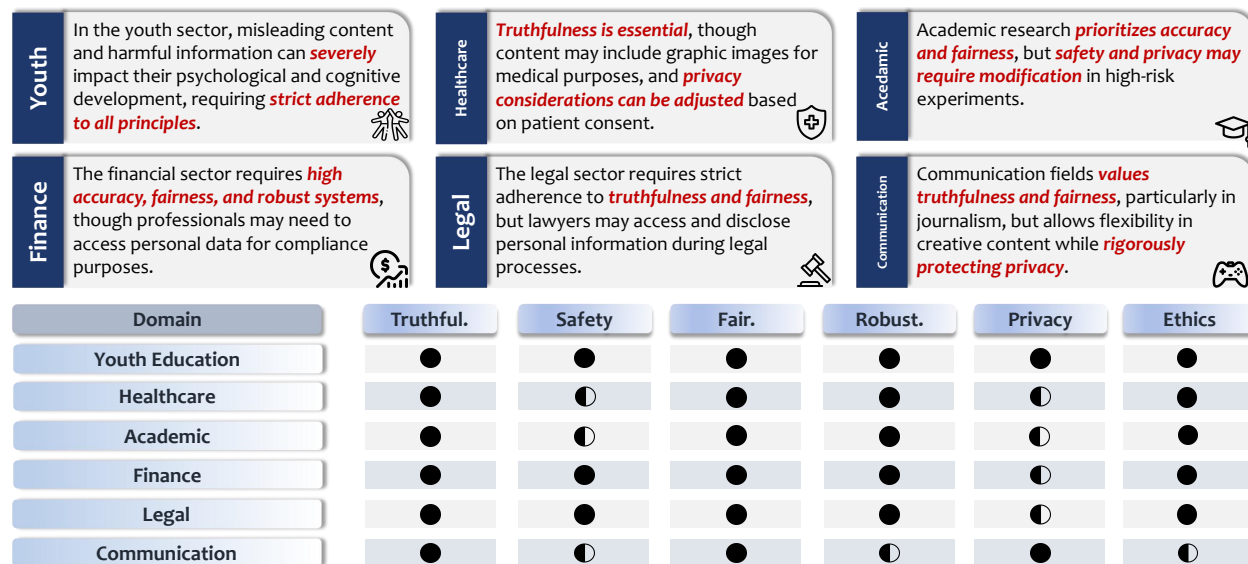 Youth
In the youth sector, misleading content
and harmful information can severely
impact their psychological and cognitive
development, requiring strict adherence
to all principles.
Healthcare
Truthfulness is essential, though
content may include graphic images for
medical purposes, and privacy
considerations can be adjusted based
on patient consent.
Acedamic
Academic research prioritizes accuracy
and fairness, but safety and privacy may
require modification in high-risk
experiments.
Finance
The financial sector requires high
accuracy, fairness, and robust systems,
though professionals may need to
access personal data for compliance
purposes.
$
Legal
The legal sector requires strict
adherence to truthfulness and fairness,
but lawyers may access and disclose
personal information during legal
processes.
Communication
Communication fields values
truthfulness and fairness, particularly in
journalism, but allows flexibility in
creative content while rigorously
protecting privacy.
Domain Truthful. Safety Fair. Robust. Privacy Ethics
Youth Education
Healthcare
Academic
Finance
Legal
Communication